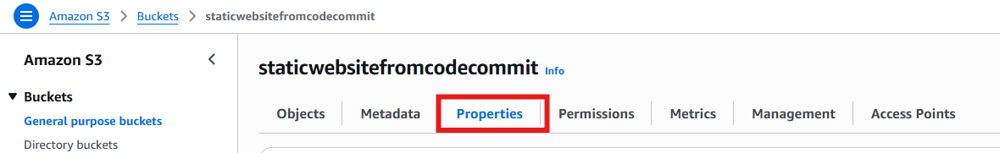 Amazon S3 > Buckets > staticwebsitefromcodecommit
Amazon S3
Buckets
General purpose buckets
Directory buckets
staticwebsitefromcodecommit Info
Objects Metadata Properties Permissions Metrics Management Access Points